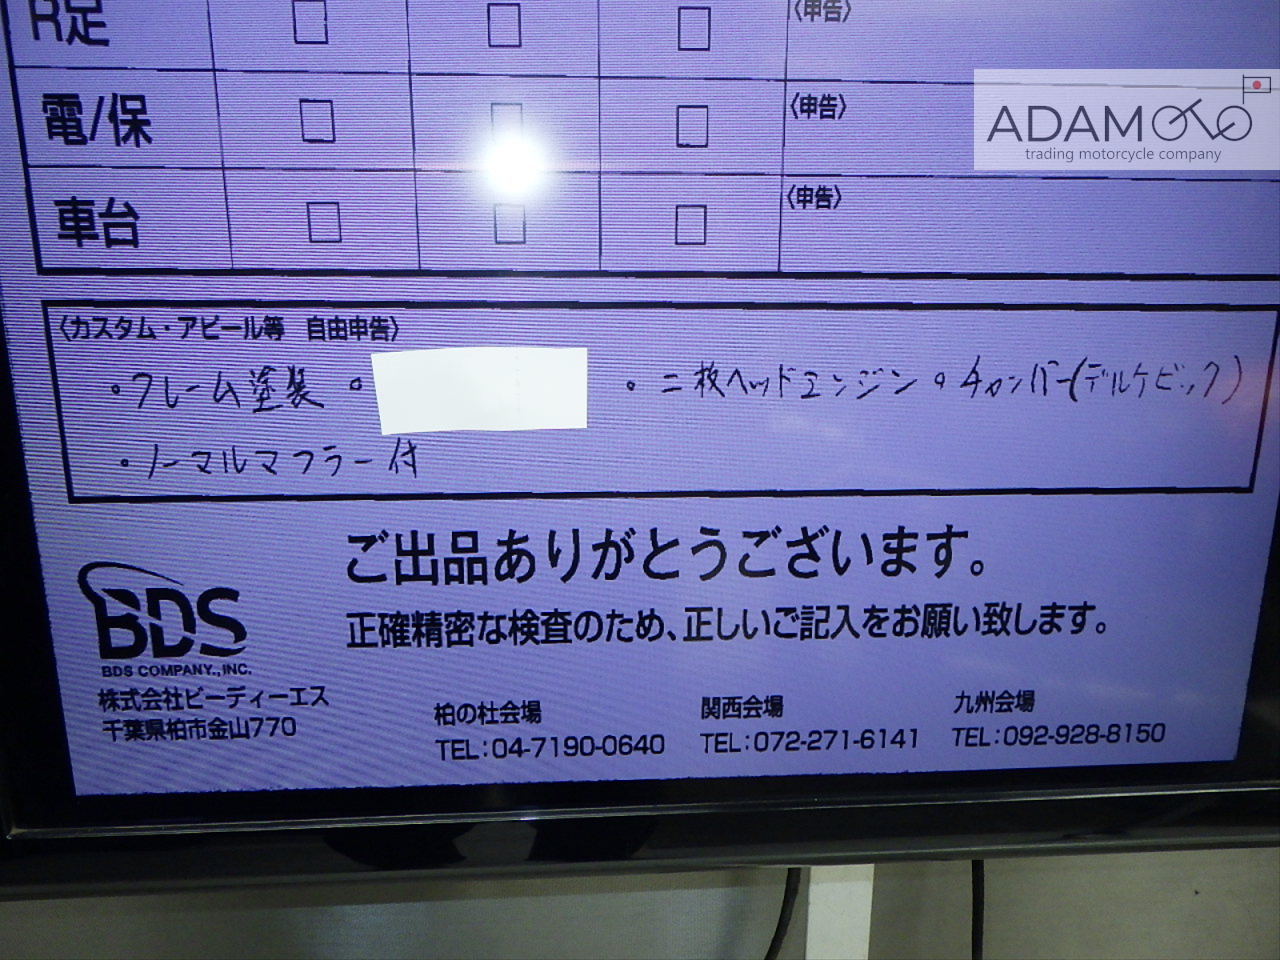 R足 □ □ □ 〈申告〉
電/保 □ □ □ 〈申告〉
車台 □ □ □ 〈申告〉
ADAMOTO
trading motorcycle company
〈カスタム・アピール等 自由申告〉
・フレーム塗装 ・ ・二枚ヘッドエンジン ・チャンバー(デルケビック)
・ノーマルマフラー付
ご出品ありがとうございます。
正確精密な検査のため、正しいご記入をお願い致します。
BDS
BDS COMPANY.,INC.
株式会社ビーディーエス
千葉県柏市金山770
柏の杜会場
TEL:04-7190-0640
関西会場
TEL:072-271-6141
九州会場
TEL:092-928-8150